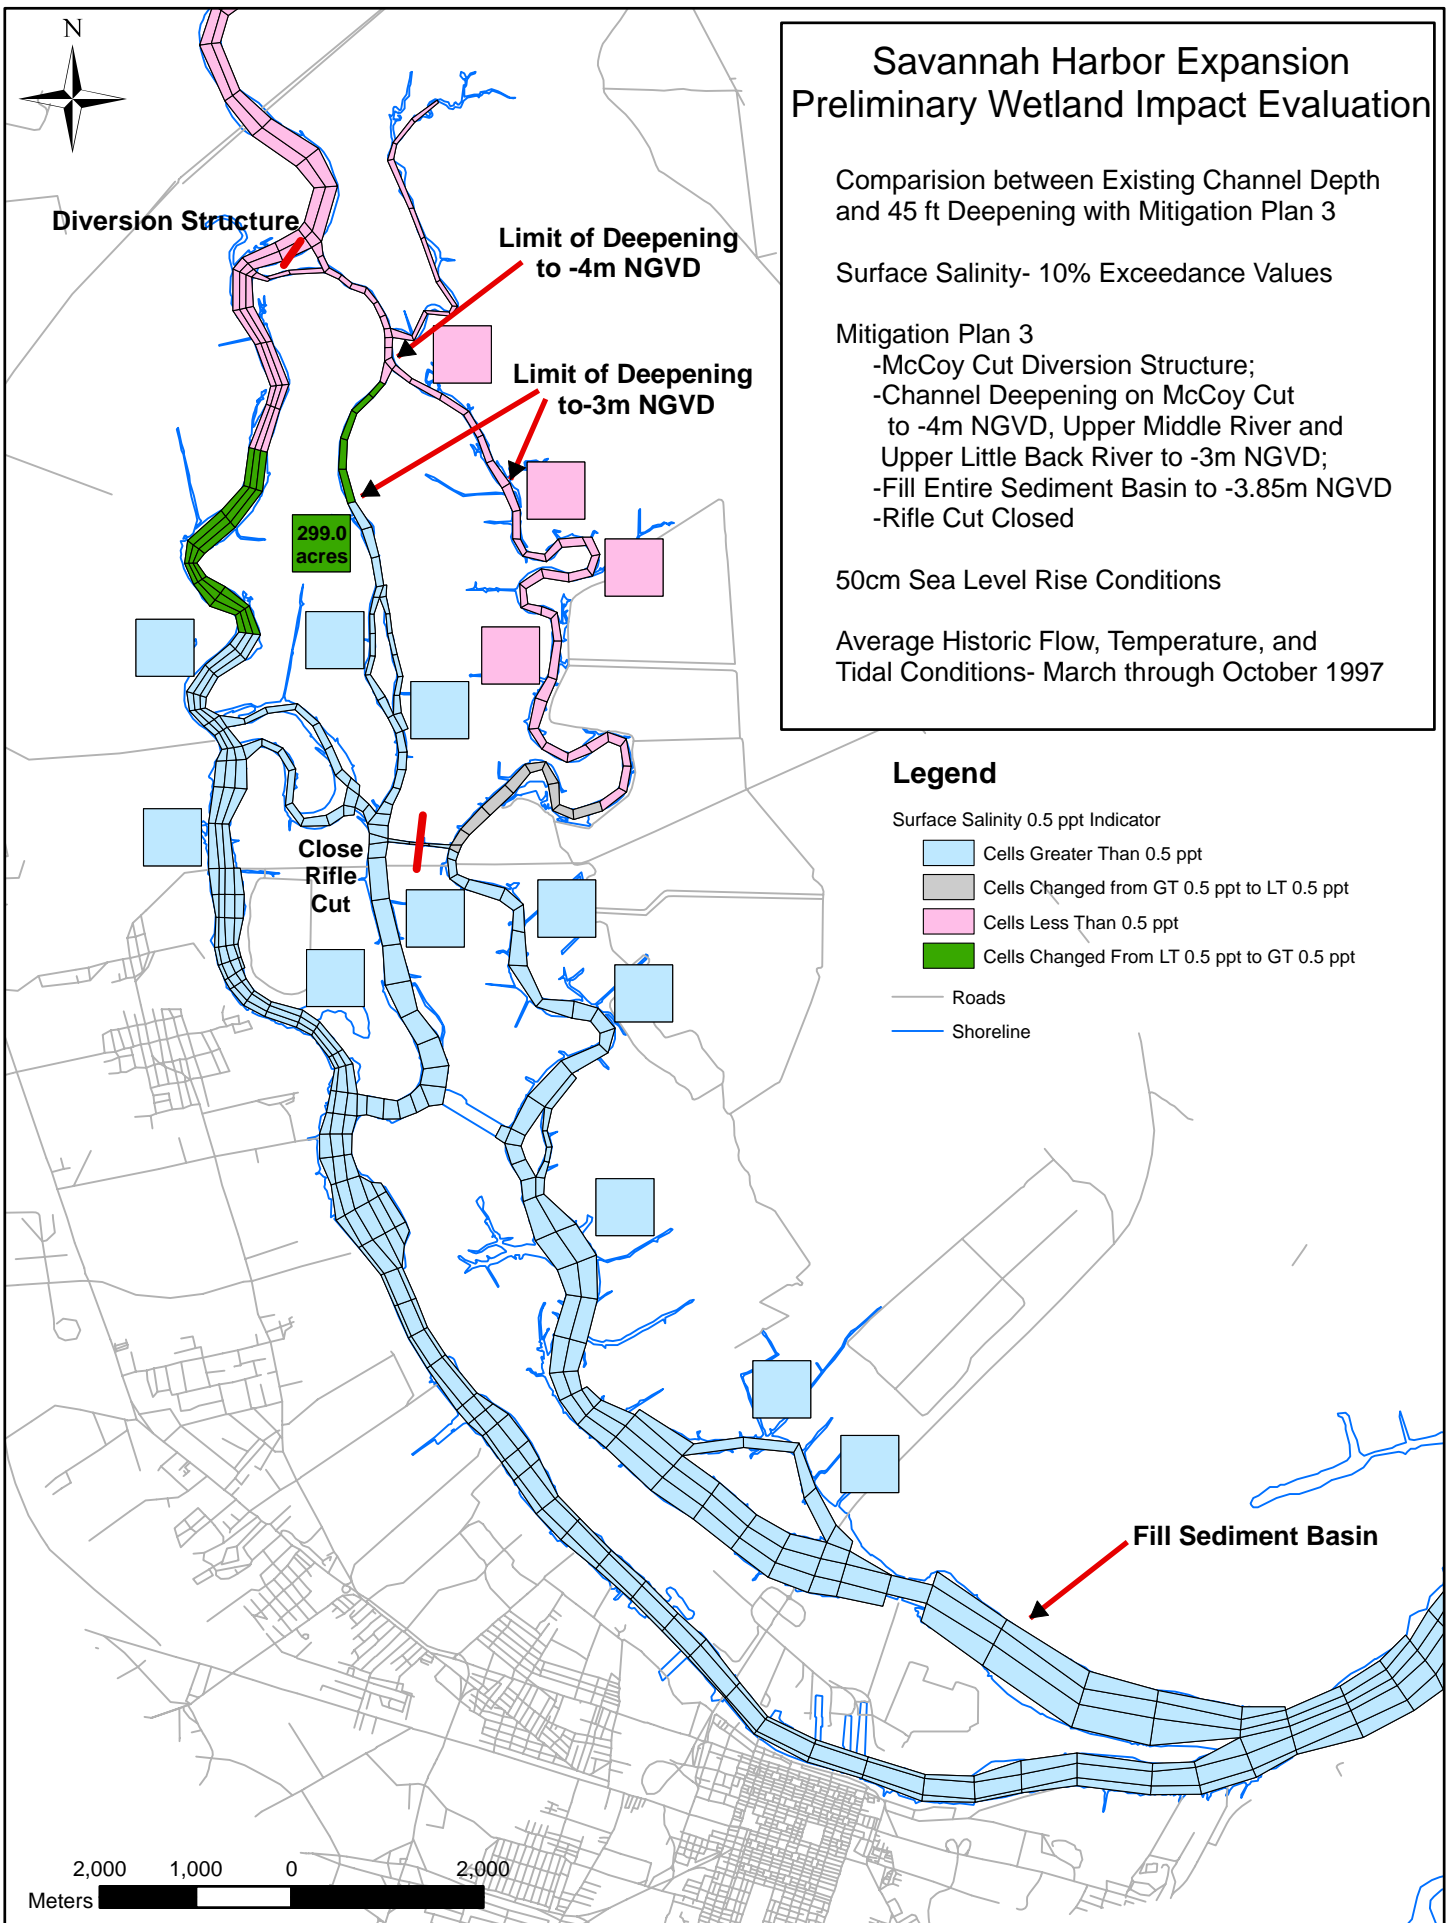 N
Savannah Harbor Expansion
Preliminary Wetland Impact Evaluation
Comparision between Existing Channel Depth
and 45 ft Deepening with Mitigation Plan 3
Surface Salinity- 10% Exceedance Values
Mitigation Plan 3
-McCoy Cut Diversion Structure;
-Channel Deepening on McCoy Cut
to -4m NGVD, Upper Middle River and
Upper Little Back River to -3m NGVD;
-Fill Entire Sediment Basin to -3.85m NGVD
-Rifle Cut Closed
50cm Sea Level Rise Conditions
Average Historic Flow, Temperature, and
Tidal Conditions- March through October 1997
Diversion Structure
Limit of Deepening
to -4m NGVD
Limit of Deepening
to-3m NGVD
299.0
acres
Close
Rifle
Cut
Legend
Surface Salinity 0.5 ppt Indicator
Cells Greater Than 0.5 ppt
Cells Changed from GT 0.5 ppt to LT 0.5 ppt
Cells Less Than 0.5 ppt
Cells Changed From LT 0.5 ppt to GT 0.5 ppt
Roads
Shoreline
Fill Sediment Basin
2,000 1,000 0 2,000
Meters